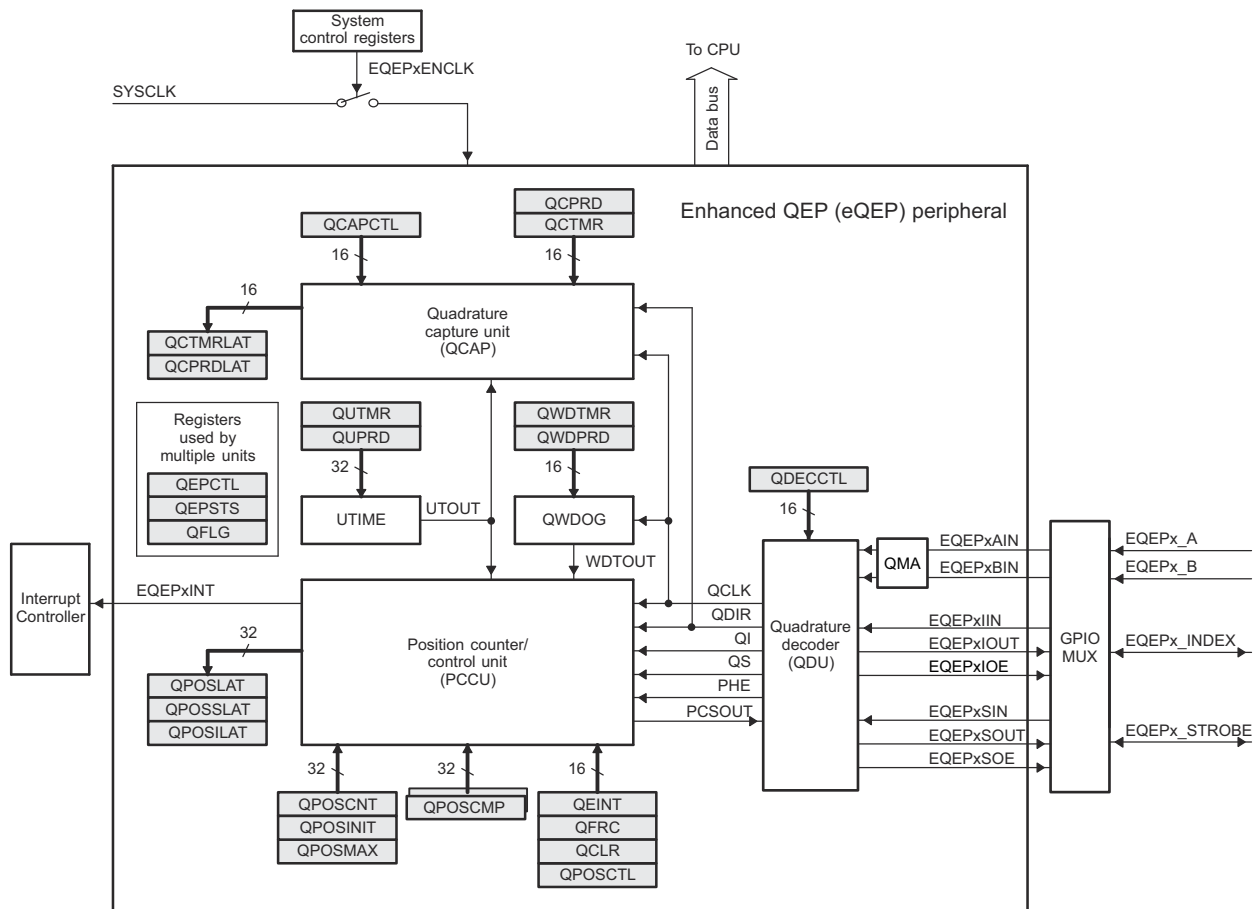 System
control registers
To CPU
EQEPxENCLK
SYSCLK
Data bus
Enhanced QEP (eQEP) peripheral
QCPRD
QCAPCTL
QCTMR
16
16
16
Quadrature
capture unit
(QCAP)
QCTMRLAT
QCPRDLAT
Registers
used by
multiple units
QEPCTL
QEPSTS
QFLG
QUTMR
QUPRD
32
QWDTMR
QWDPRD
16
UTIME
UTOUT
QWDOG
WDTOUT
QDECCTL
16
EQEPxAIN
EQEPxBIN
QMA
EQEPx_A
EQEPx_B
Interrupt
Controller
EQEPxINT
32
Position counter/
control unit
(PCCU)
QCLK
QDIR
QI
QS
PHE
PCSOUT
Quadrature
decoder
(QDU)
EQEPxIIN
EQEPxIOUT
EQEPxIOE
EQEPxSIN
EQEPxSOUT
EQEPxSOE
GPIO
MUX
EQEPx_INDEX
EQEPx_STROBE
QPOSLAT
QPOSSLAT
QPOSILAT
32
32
16
QPOSCNT
QPOSINIT
QPOSMAX
QPOSCMP
QEINT
QFRC
QCLR
QPOSCTL